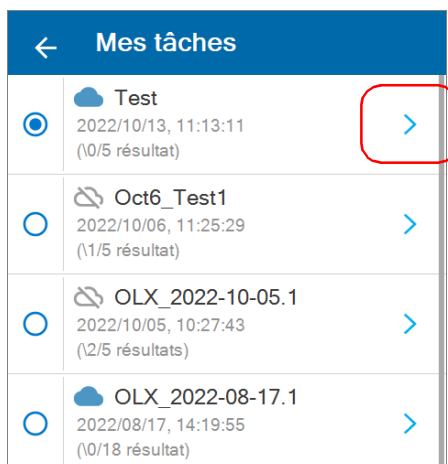 Mes tâches
Test
2022/10/13, 11:13:11
(\0/5 résultat)
Oct6_Test1
2022/10/06, 11:25:29
(\1/5 résultat)
OLX_2022-10-05.1
2022/10/05, 10:27:43
(\2/5 résultats)
OLX_2022-08-17.1
2022/08/17, 14:19:55
(\0/18 résultat)